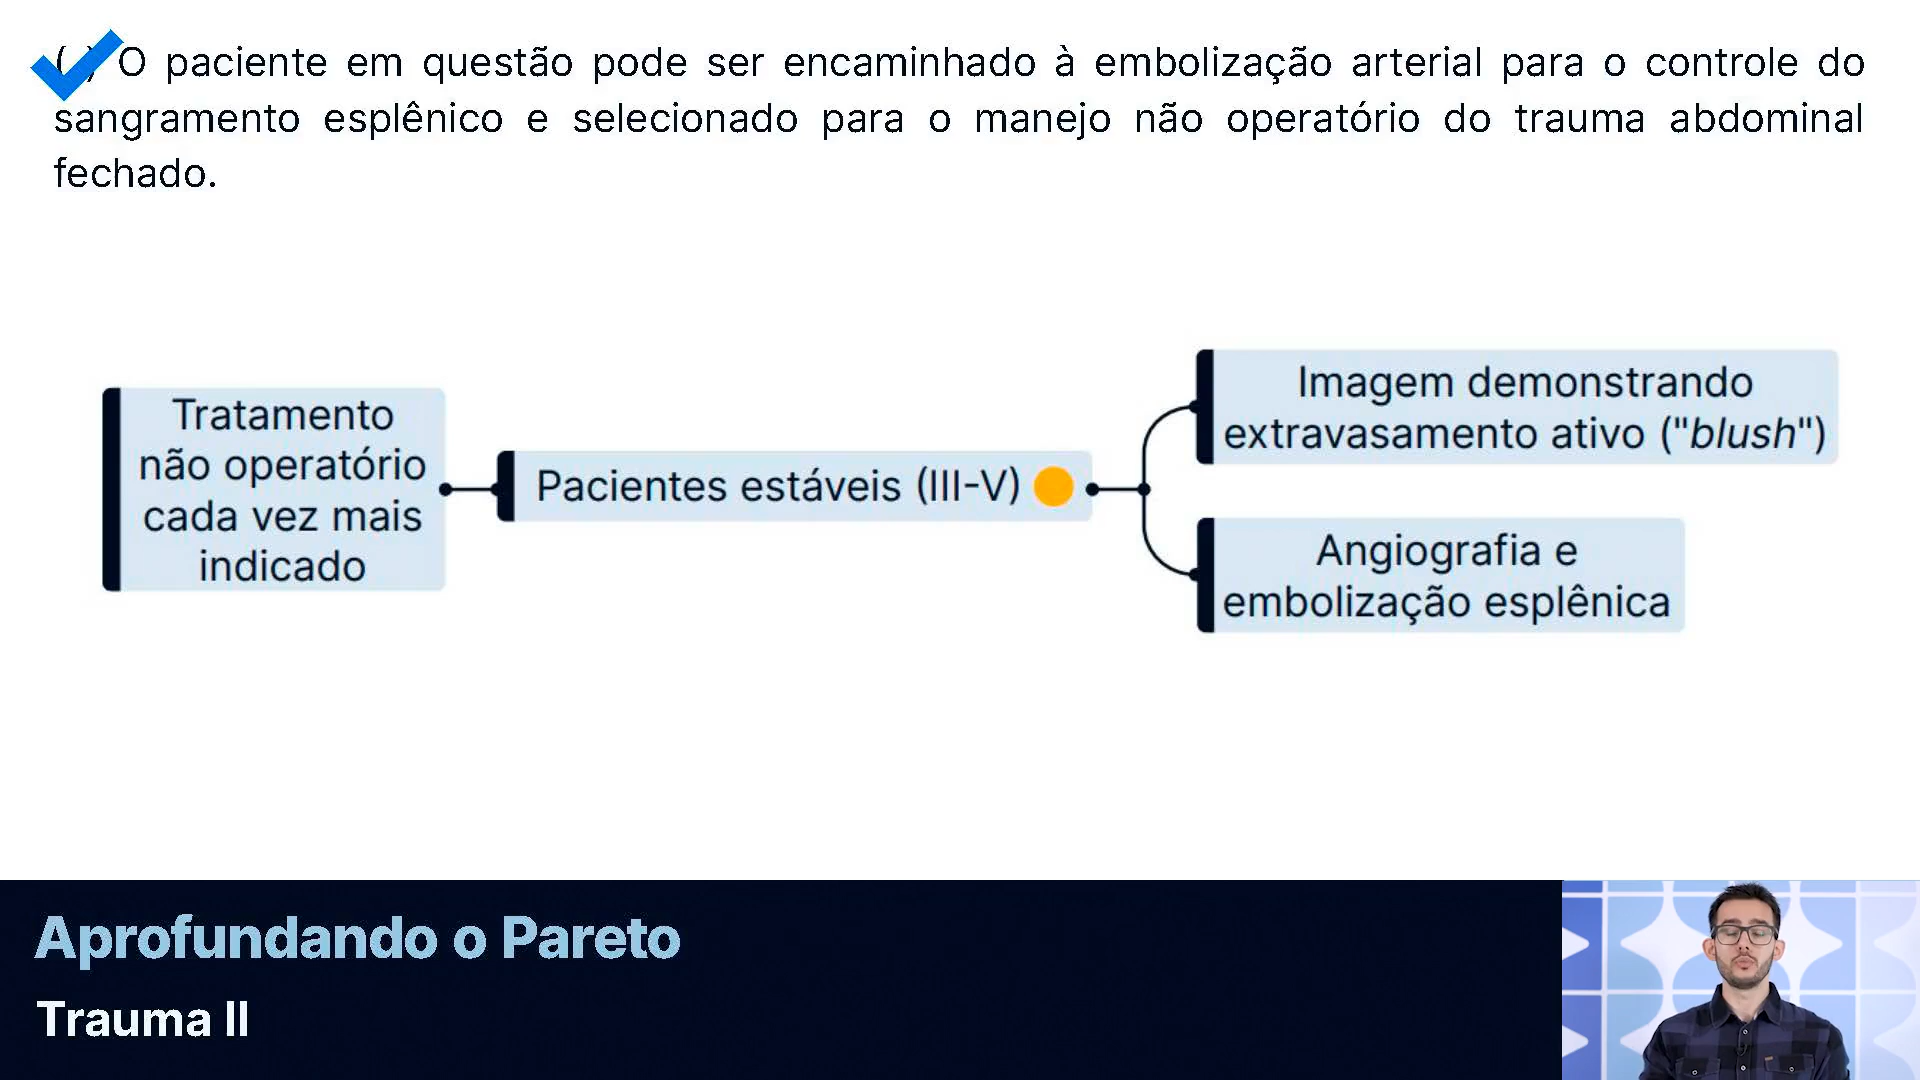 ( ) O paciente em questão pode ser encaminhado à embolização arterial para o controle do
sangramento esplênico e selecionado para o manejo não operatório do trauma abdominal
fechado.
Tratamento
não operatório
cada vez mais
indicado
Pacientes estáveis (III-V)
Imagem demonstrando
extravasamento ativo ("blush")
Angiografia e
embolização esplênica
Aprofundando o Pareto
Trauma II